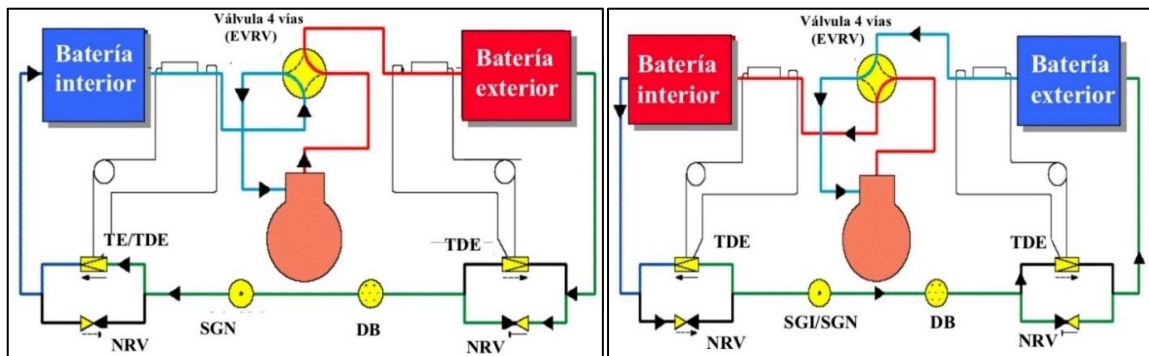 Válvula 4 vías
(EVRV)
Batería
interior
Batería
exterior
TE/TDE
TDE
SGN
DB
NRV
NRV
Válvula 4 vías
(EVRV)
Batería
interior
Batería
exterior
TDE
TDE
SGI/SGN
DB
NRV
NRV